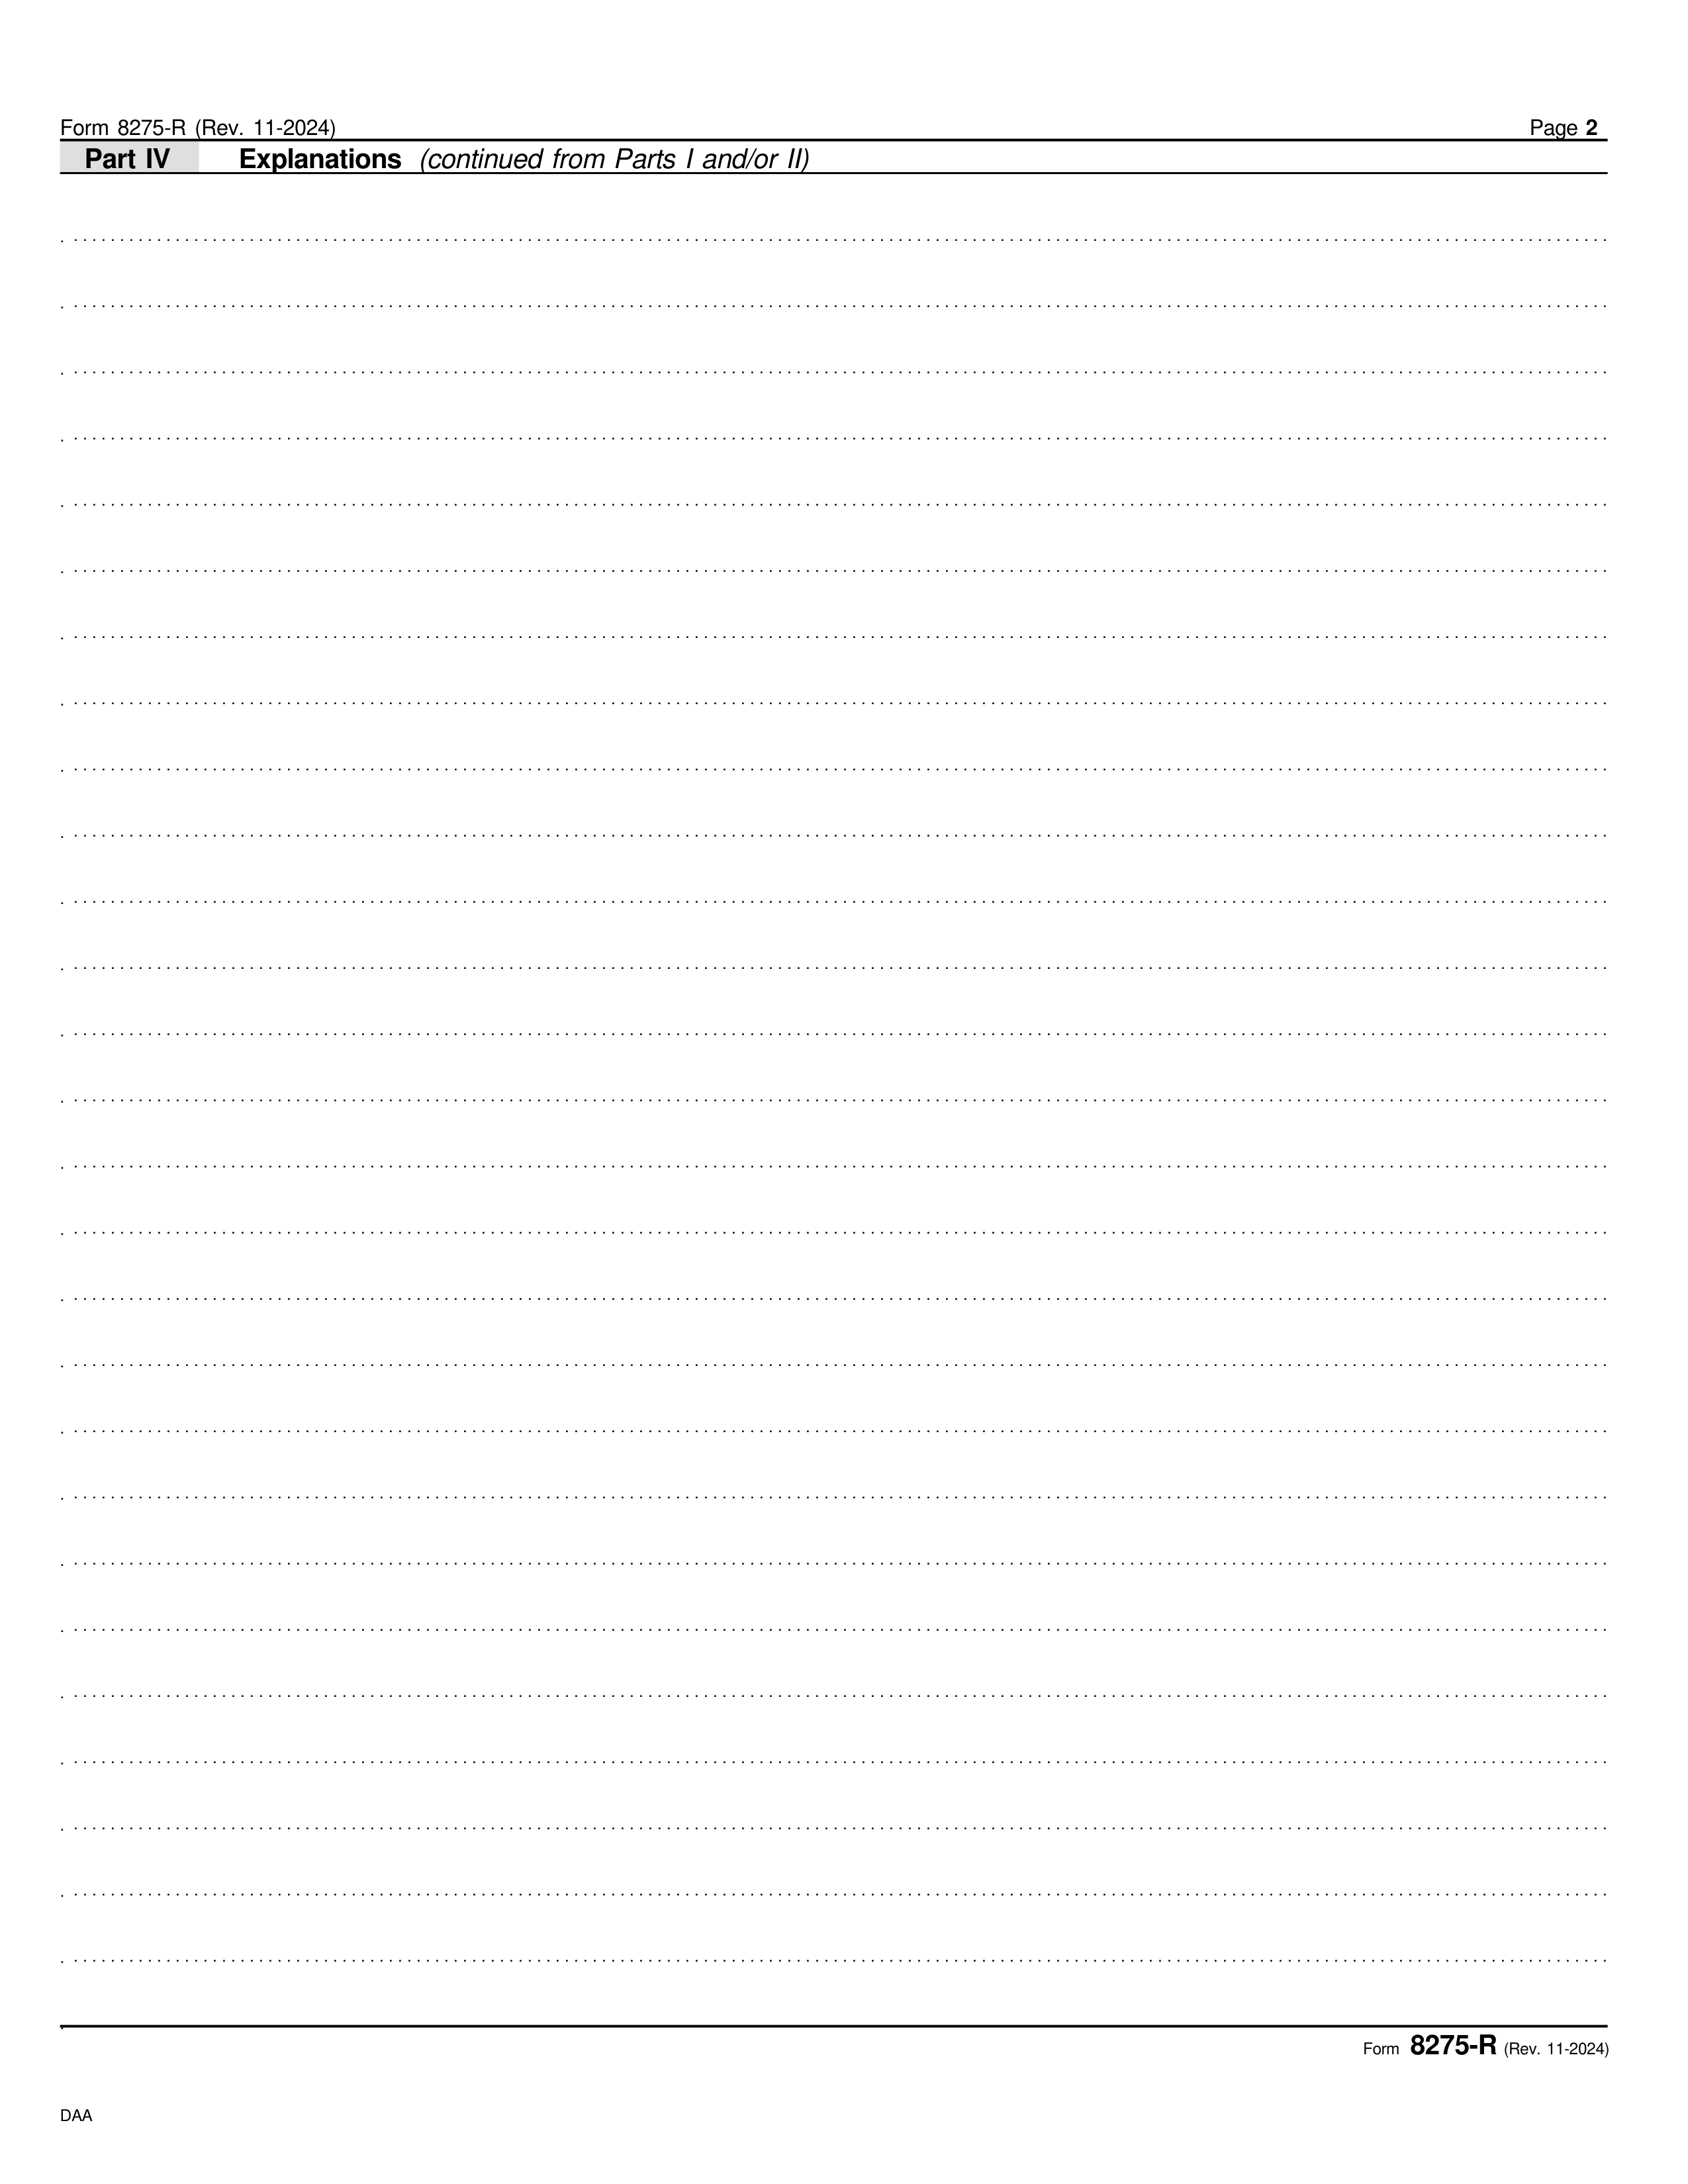 Form 8275-R (Rev. 11-2024) Page 2
Part IV Explanations (continued from Parts I and/or II)
Form 8275-R (Rev. 11-2024)
DAA